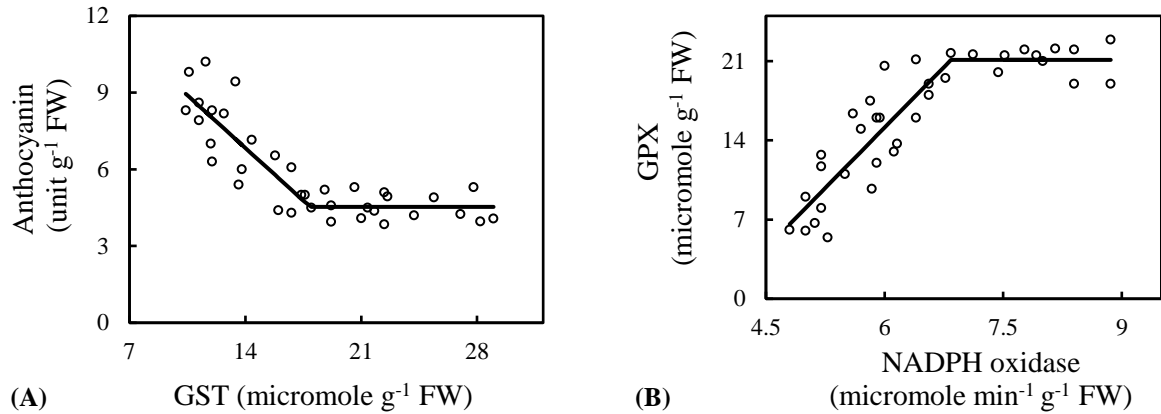 12
9
6
3
0
Anthocyanin
(unit g⁻¹ FW)
7 14 21 28
GST (micromole g⁻¹ FW)
(A)
21
14
7
0
GPX
(micromole g⁻¹ FW)
4.5 6 7.5 9
NADPH oxidase
(micromole min⁻¹ g⁻¹ FW)
(B)